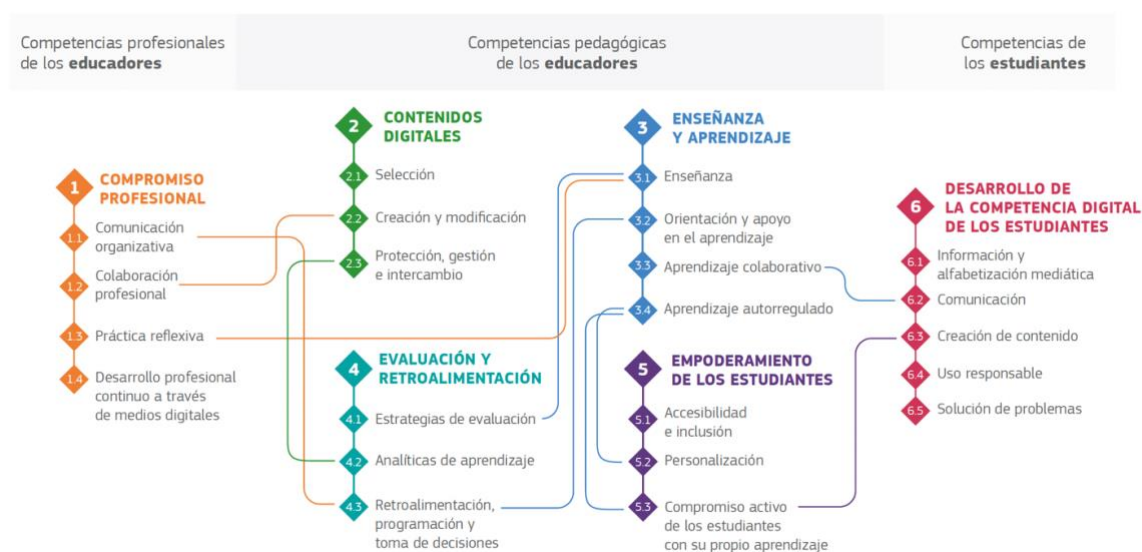 Competencias profesionales
de los educadores
Competencias pedagógicas
de los educadores
Competencias de
los estudiantes
1
COMPROMISO
PROFESIONAL
1.1
Comunicación
organizativa
1.2
Colaboración
profesional
1.3
Práctica reflexiva
1.4
Desarrollo profesional
continuo a través
de medios digitales
2
CONTENIDOS
DIGITALES
2.1
Selección
2.2
Creación y modificación
2.3
Protección, gestión
e intercambio
3
ENSEÑANZA
Y APRENDIZAJE
3.1
Enseñanza
3.2
Orientación y apoyo
en el aprendizaje
3.3
Aprendizaje colaborativo
3.4
Aprendizaje autorregulado
4
EVALUACIÓN Y
RETROALIMENTACIÓN
4.1
Estrategias de evaluación
4.2
Analíticas de aprendizaje
4.3
Retroalimentación,
programación y
toma de decisiones
5
EMPODERAMIENTO
DE LOS ESTUDIANTES
5.1
Accesibilidad
e inclusión
5.2
Personalización
5.3
Compromiso activo
de los estudiantes
con su propio aprendizaje
6
DESARROLLO DE
LA COMPETENCIA DIGITAL
DE LOS ESTUDIANTES
6.1
Información y
alfabetización mediática
6.2
Comunicación
6.3
Creación de contenido
6.4
Uso responsable
6.5
Solución de problemas